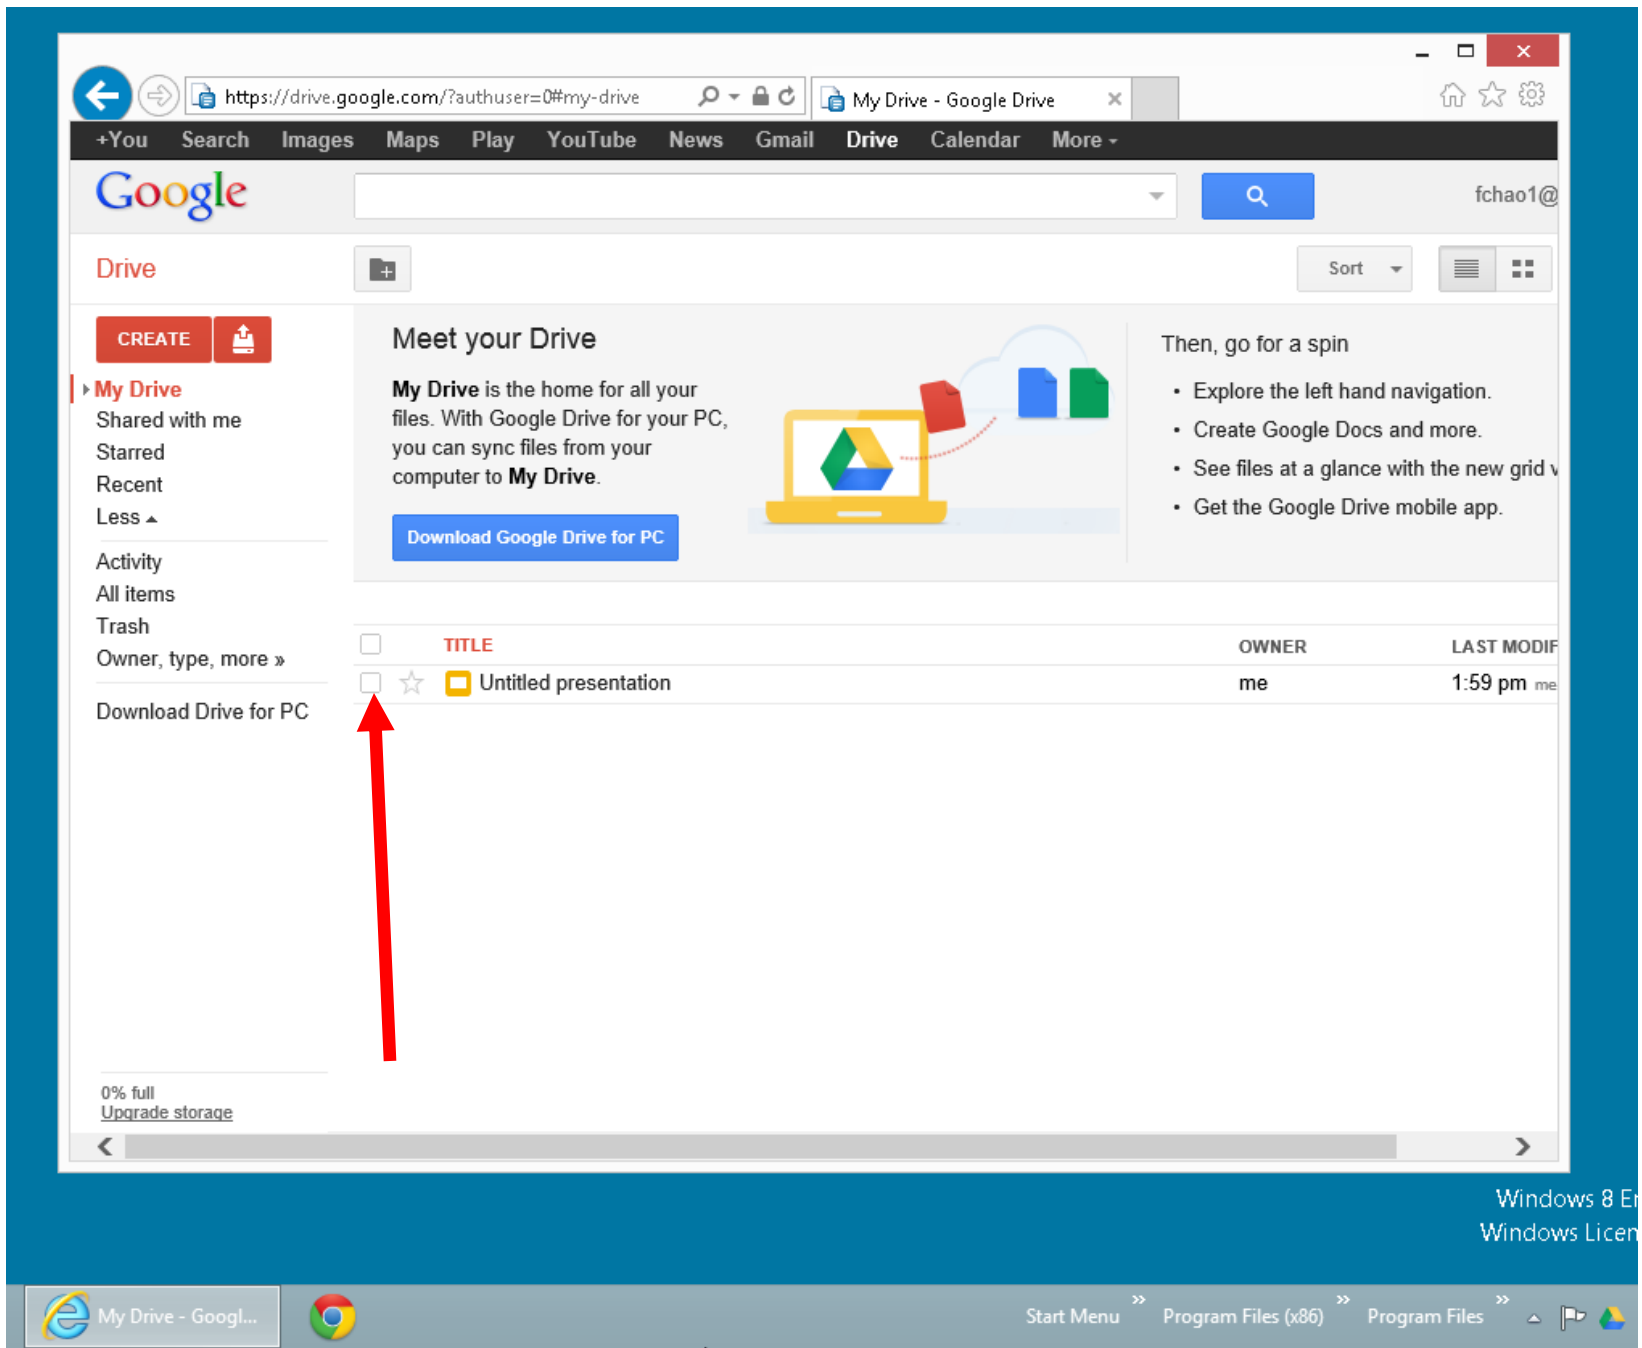 https://drive.google.com/?authuser=0#my-drive
My Drive - Google Drive
+You Search Images Maps Play YouTube News Gmail Drive Calendar More
Google
fchao1@
Drive
Sort
CREATE
My Drive
Shared with me
Starred
Recent
Less
Activity
All items
Trash
Owner, type, more »
Download Drive for PC
Meet your Drive
My Drive is the home for all your
files. With Google Drive for your PC,
you can sync files from your
computer to My Drive.
Download Google Drive for PC
Then, go for a spin
• Explore the left hand navigation.
• Create Google Docs and more.
• See files at a glance with the new grid v
• Get the Google Drive mobile app.
TITLE OWNER LAST MODIF
Untitled presentation me 1:59 pm me
0% full
Upgrade storage
Windows 8 En
Windows Licen
My Drive - Googl...
Start Menu » Program Files (x86) » Program Files »